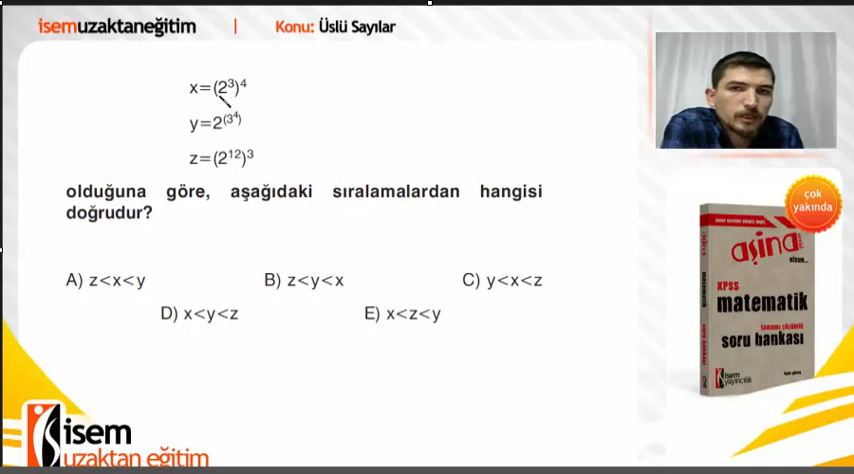 isemuzaktaneğitim | Konu: Üslü Sayılar
x=(2³)⁴
y=2⁽³⁴⁾
z=(2¹²)³
olduğuna göre, aşağıdaki sıralamalardan hangisi
doğrudur?
A) z<x<y B) z<y<x C) y<x<z
D) x<y<z E) x<z<y
çok
yakında
aşina
olsun...
KPSS
matematik
tamamı çözümlü
soru bankası
isem
yayıncılık
isem
uzaktan eğitim